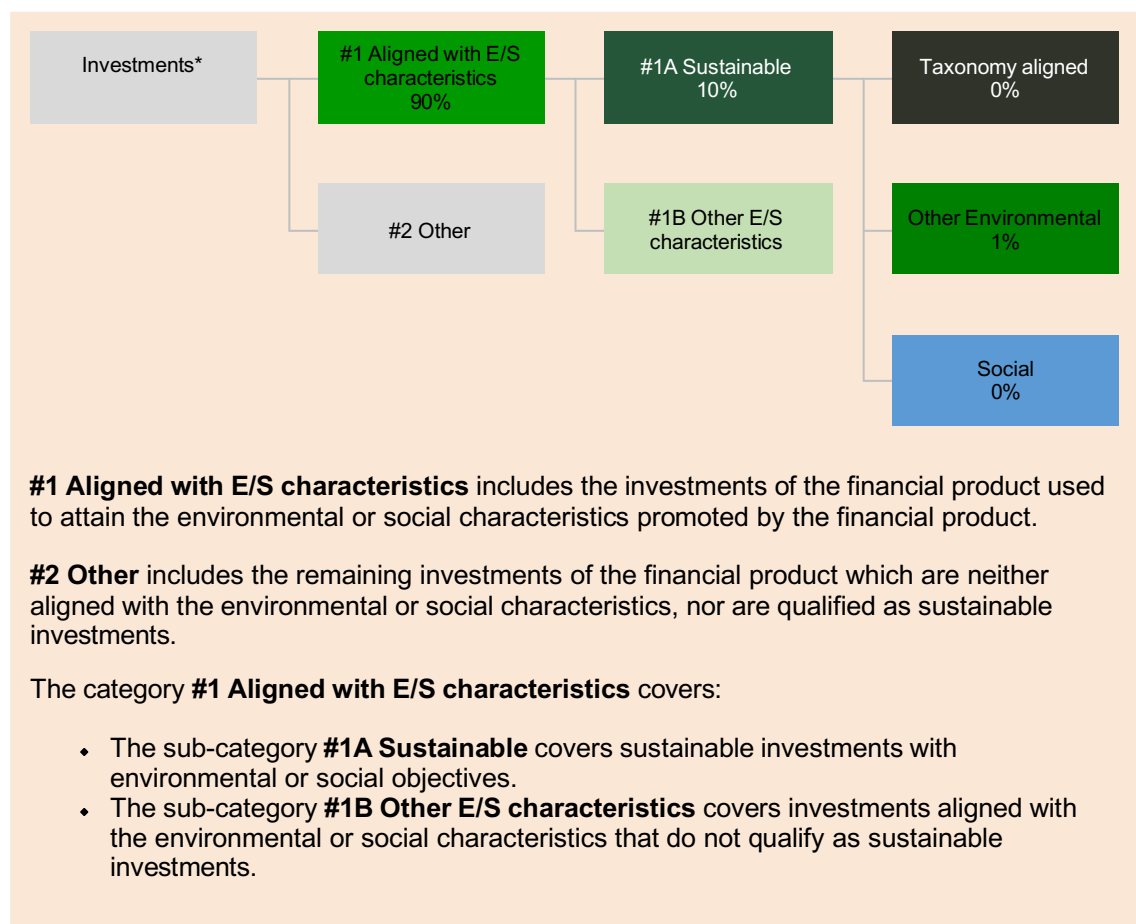 Investments*
#1 Aligned with E/S
characteristics
90%
#1A Sustainable
10%
Taxonomy aligned
0%
#2 Other
#1B Other E/S
characteristics
Other Environmental
1%
Social
0%
#1 Aligned with E/S characteristics includes the investments of the financial product used
to attain the environmental or social characteristics promoted by the financial product.
#2 Other includes the remaining investments of the financial product which are neither
aligned with the environmental or social characteristics, nor are qualified as sustainable
investments.
The category #1 Aligned with E/S characteristics covers:
• The sub-category #1A Sustainable covers sustainable investments with
environmental or social objectives.
• The sub-category #1B Other E/S characteristics covers investments aligned with
the environmental or social characteristics that do not qualify as sustainable
investments.